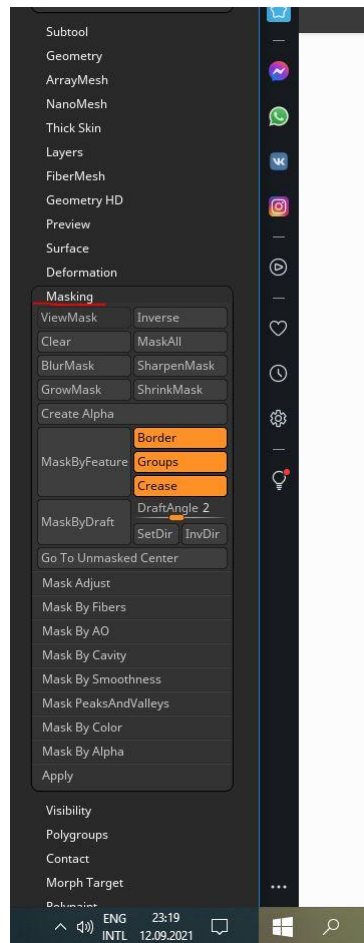 Subtool
Geometry
ArrayMesh
NanoMesh
Thick Skin
Layers
FiberMesh
Geometry HD
Preview
Surface
Deformation
Masking
ViewMask Inverse
Clear MaskAll
BlurMask SharpenMask
GrowMask ShrinkMask
Create Alpha
Border
MaskByFeature Groups
Crease
MaskByDraft DraftAngle 2
SetDir InvDir
Go To Unmasked Center
Mask Adjust
Mask By Fibers
Mask By AO
Mask By Cavity
Mask By Smoothness
Mask PeaksAndValleys
Mask By Color
Mask By Alpha
Apply
Visibility
Polygroups
Contact
Morph Target
Polypaint
ENG 23:19
INTL 12.09.2021